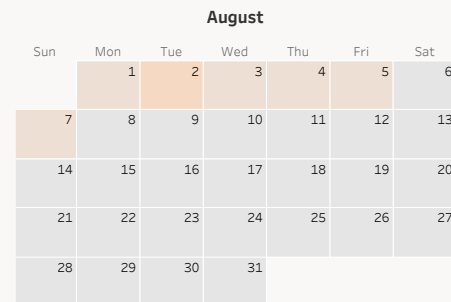 August
Sun Mon Tue Wed Thu Fri Sat
1 2 3 4 5 6
7 8 9 10 11 12 13
14 15 16 17 18 19 20
21 22 23 24 25 26 27
28 29 30 31